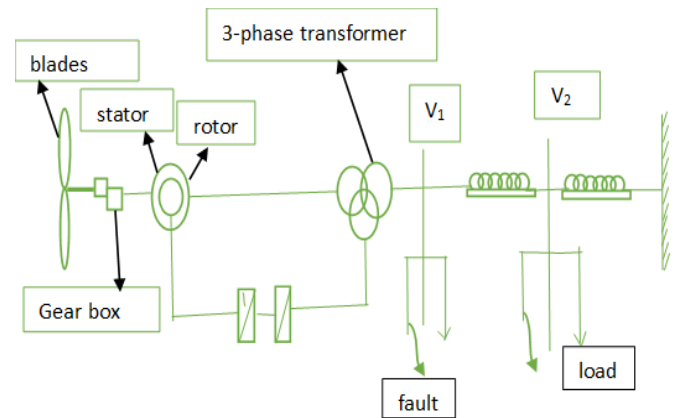 3-phase transformer
blades
stator
rotor
V1
V2
Gear box
load
fault